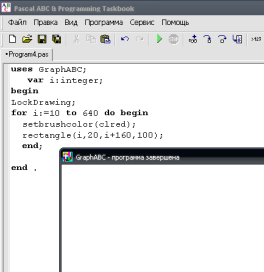 Pascal ABC & Programming Taskbook
Файл Правка Вид Программа Сервис Помощь
•Program4.pas
uses GraphABC;
var i:integer;
begin
LockDrawing;
for i:=10 to 640 do begin
setbrushcolor(clred);
rectangle(i,20,i+160,100);
end;
end .
GraphABC - программа завершена